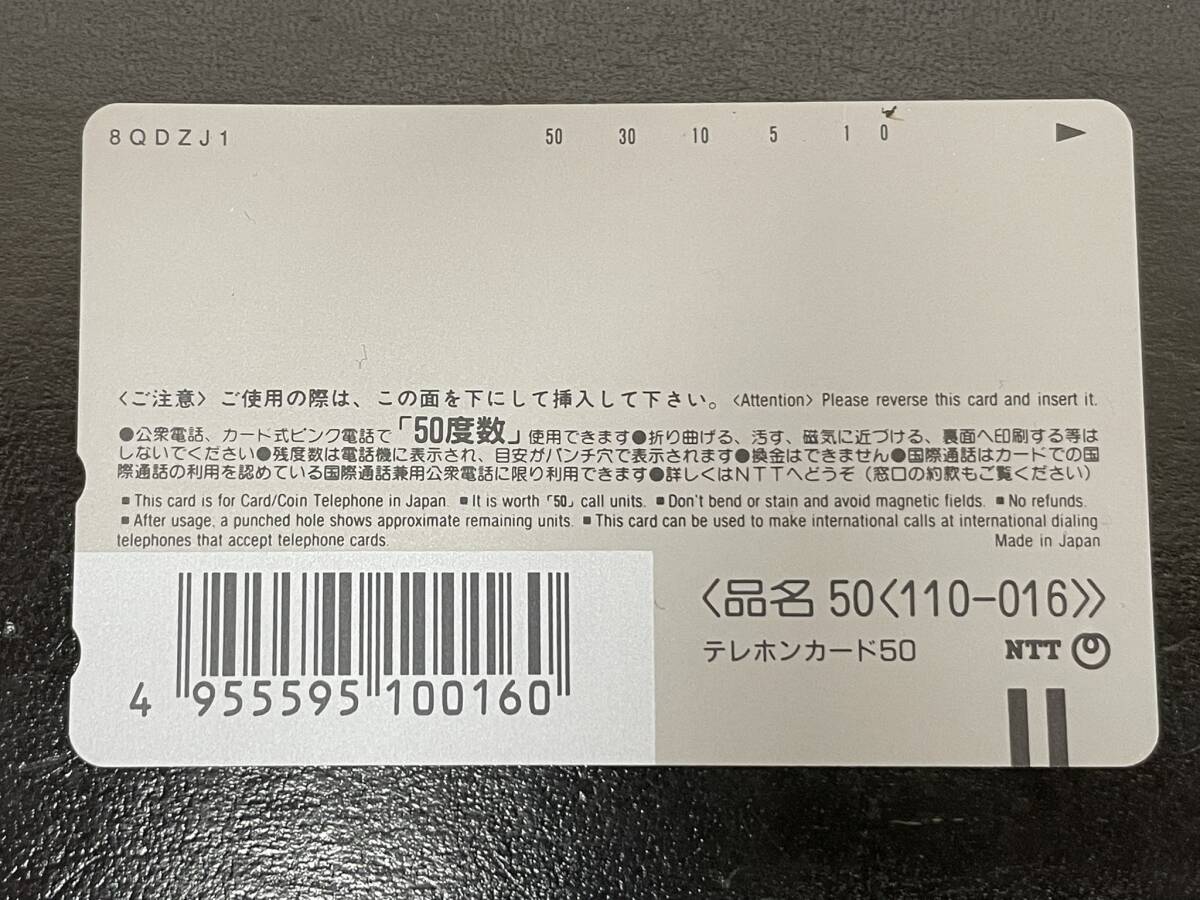 8QDZJ1 50 30 10 5 1 0 ▶
〈ご注意〉ご使用の際は、この面を下にして挿入して下さい。〈Attention〉Please reverse this card and insert it.
●公衆電話、カード式ピンク電話で「50度数」使用できます●折り曲げる、汚す、磁気に近づける、裏面へ印刷する等は
しないでください●残度数は電話機に表示され、目安がパンチ穴で表示されます●換金はできません●国際通話はカードでの国
際通話の利用を認めている国際通話兼用公衆電話に限り利用できます●詳しくはNTTへどうぞ(窓口の約款もご覧ください)
■This card is for Card/Coin Telephone in Japan. ■It is worth「50」call units. ■Don't bend or stain and avoid magnetic fields. ■No refunds.
■After usage, a punched hole shows approximate remaining units. ■This card can be used to make international calls at international dialing
telephones that accept telephone cards. Made in Japan
〈品名 50〈110-016〉〉
テレホンカード50 NTT
4 955595 100160